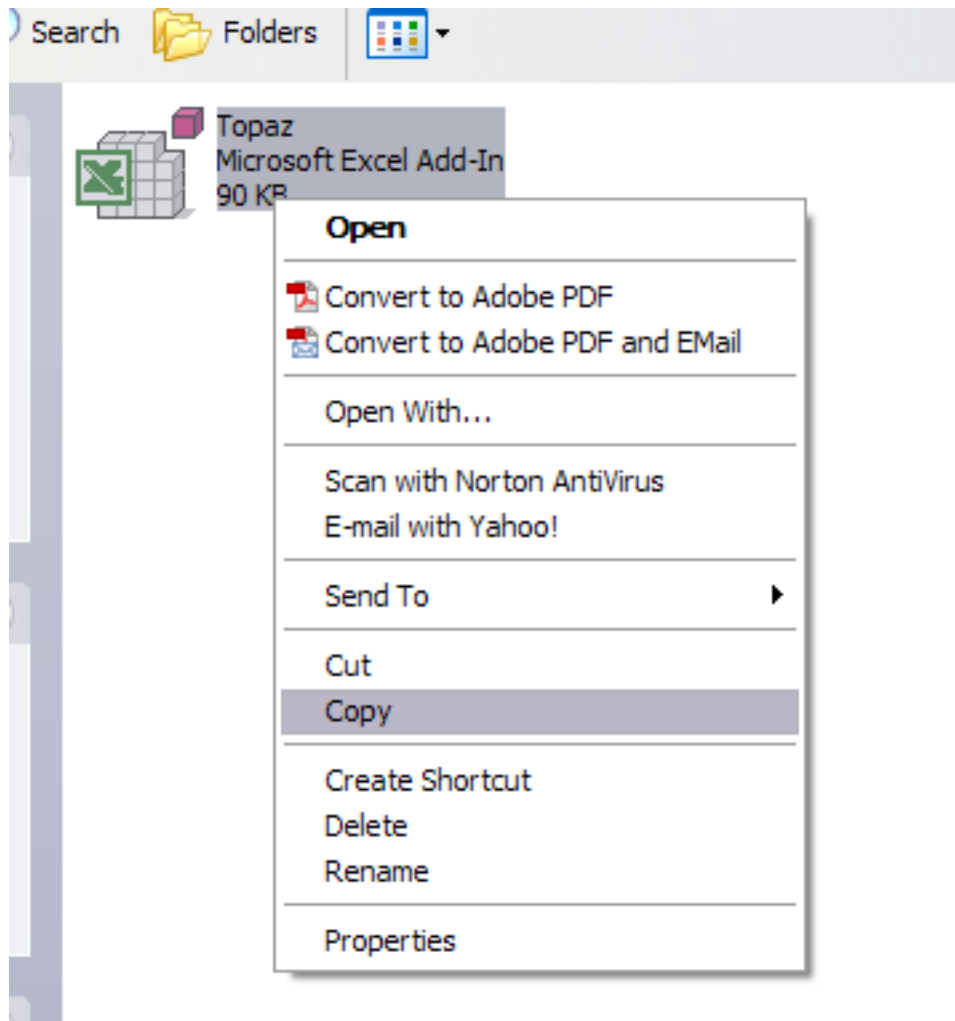 Search Folders
Topaz
Microsoft Excel Add-In
90 KB
Open
Convert to Adobe PDF
Convert to Adobe PDF and EMail
Open With...
Scan with Norton AntiVirus
E-mail with Yahoo!
Send To
Cut
Copy
Create Shortcut
Delete
Rename
Properties